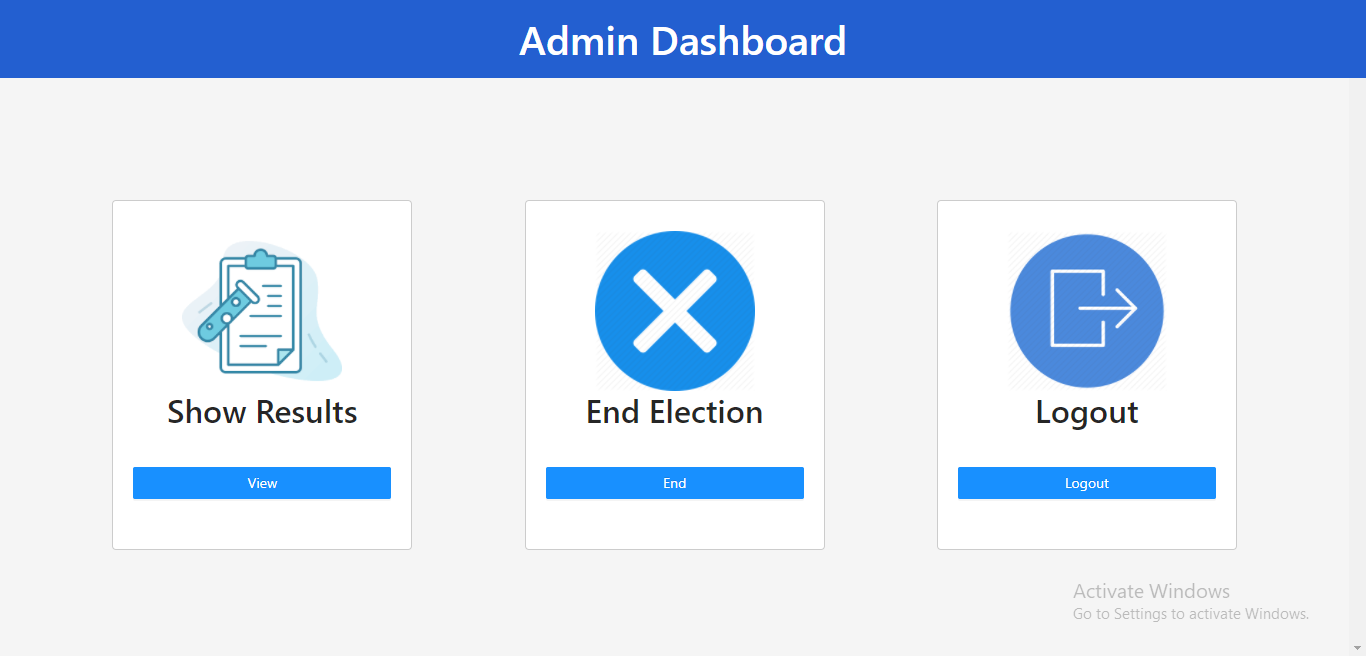 Admin Dashboard
Show Results
View
End Election
End
Logout
Logout
Activate Windows
Go to Settings to activate Windows.